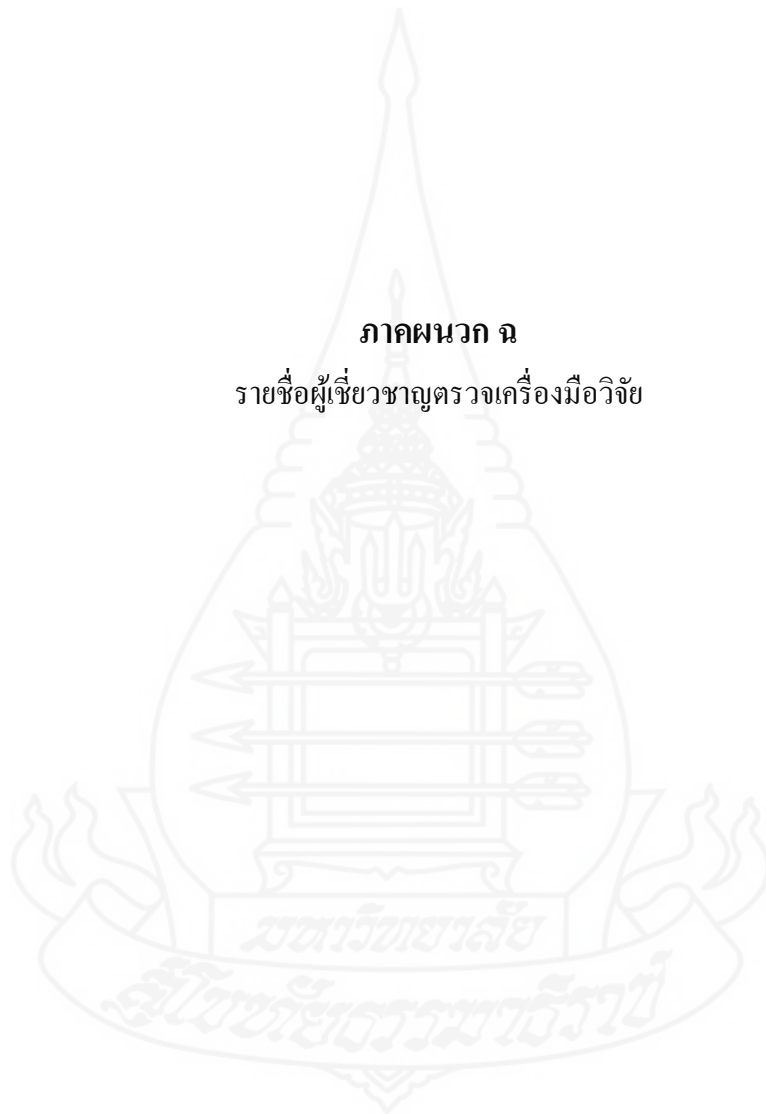 ภาคผนวก ฉ
รายชื่อผู้เชี่ยวชาญตรวจเครื่องมือวิจัย
มหาวิทยาลัย
สุโขทัยธรรมาธิราช